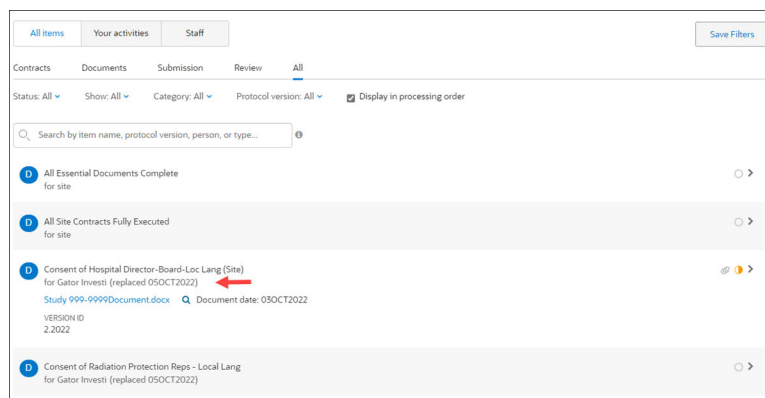 All items Your activities Staff Save Filters
Contracts Documents Submission Review All
Status: All Show: All Category: All Protocol version: All Display in processing order
Search by item name, protocol version, person, or type...
D All Essential Documents Complete
for site
D All Site Contracts Fully Executed
for site
D Consent of Hospital Director-Board-Loc Lang (Site)
for Gator Investi (replaced 05OCT2022)
Study 999-9999Document.docx Document date: 03OCT2022
VERSION ID
2.2022
D Consent of Radiation Protection Reps - Local Lang
for Gator Investi (replaced 05OCT2022)